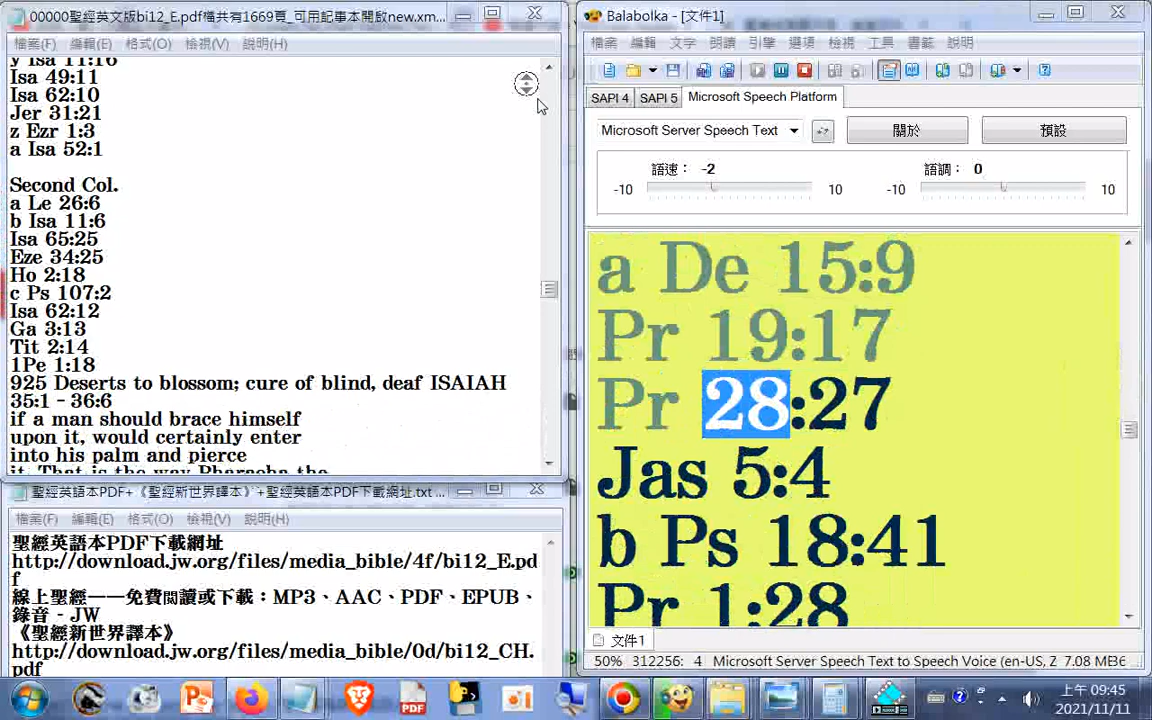 00000聖經英文版bi12_E.pdf檔共有1669頁_可用記事本開啟new.xm...
檔案(F) 編輯(E) 格式(O) 檢視(V) 說明(H)
y Isa 11:16
Isa 49:11
Isa 62:10
Jer 31:21
z Ezr 1:3
a Isa 52:1
Second Col.
a Le 26:6
b Isa 11:6
Isa 65:25
Eze 34:25
Ho 2:18
c Ps 107:2
Isa 62:12
Ga 3:13
Tit 2:14
1Pe 1:18
925 Deserts to blossom; cure of blind, deaf ISAIAH
35:1 – 36:6
if a man should brace himself
upon it, would certainly enter
into his palm and pierce
it. That is the way Pharaoh the
聖經英語本PDF+《聖經新世界譯本》+聖經英語本PDF下載網址.txt ...
檔案(F) 編輯(E) 格式(O) 檢視(V) 說明(H)
聖經英語本PDF下載網址
http://download.jw.org/files/media_bible/4f/bi12_E.pd
f
線上聖經——免費閱讀或下載：MP3、AAC、PDF、EPUB、
錄音 - JW
《聖經新世界譯本》
http://download.jw.org/files/media_bible/0d/bi12_CH.
pdf
Balabolka - [文件1]
檔案 編輯 文字 朗讀 引擎 選項 檢視 工具 書籤 說明
SAPI 4 SAPI 5 Microsoft Speech Platform
Microsoft Server Speech Text 關於 預設
語速： -2 語調： 0
-10 10 -10 10
a De 15:9
Pr 19:17
Pr 28:27
Jas 5:4
b Ps 18:41
Pr 1:28
文件1
50% 312256: 4 Microsoft Server Speech Text to Speech Voice (en-US, Z 7.08 MB
上午 09:45
2021/11/11